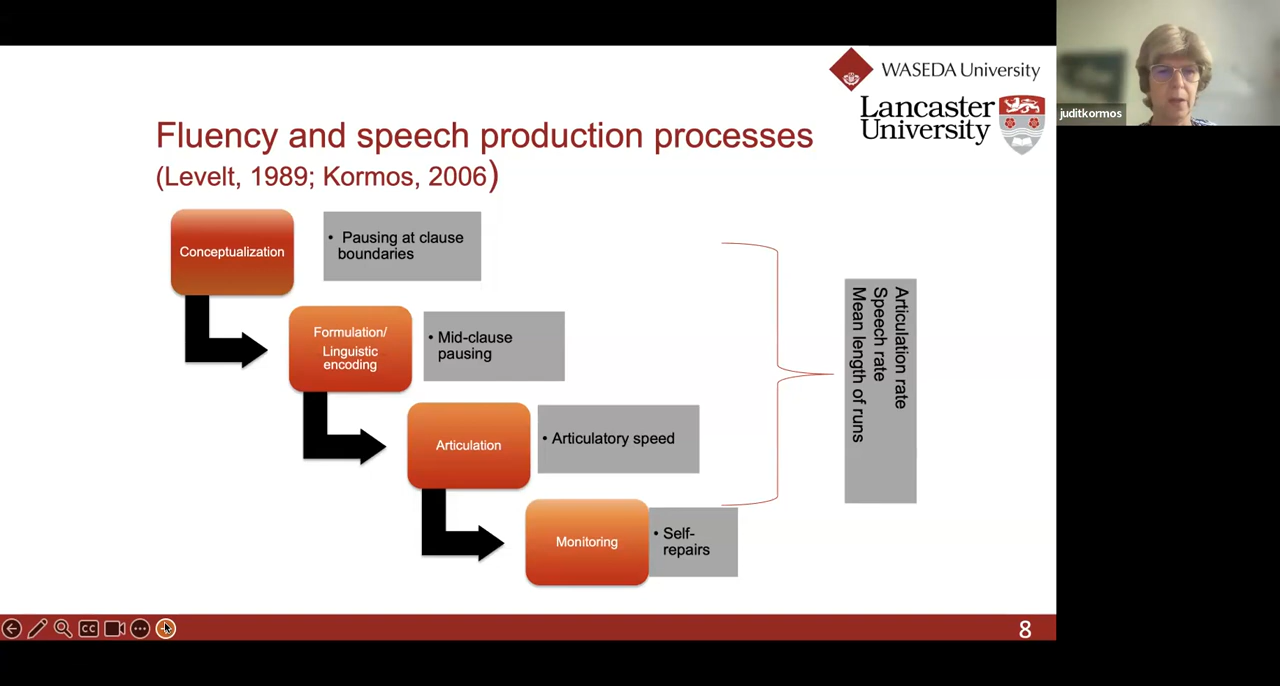 WASEDA University
Lancaster
University
Fluency and speech production processes
(Levelt, 1989; Kormos, 2006)
Conceptualization
• Pausing at clause
boundaries
Formulation/
Linguistic
encoding
• Mid-clause
pausing
Articulation
• Articulatory speed
Monitoring
• Self-
repairs
Articulation rate
Speech rate
Mean length of runs
CC
8
juditkormos